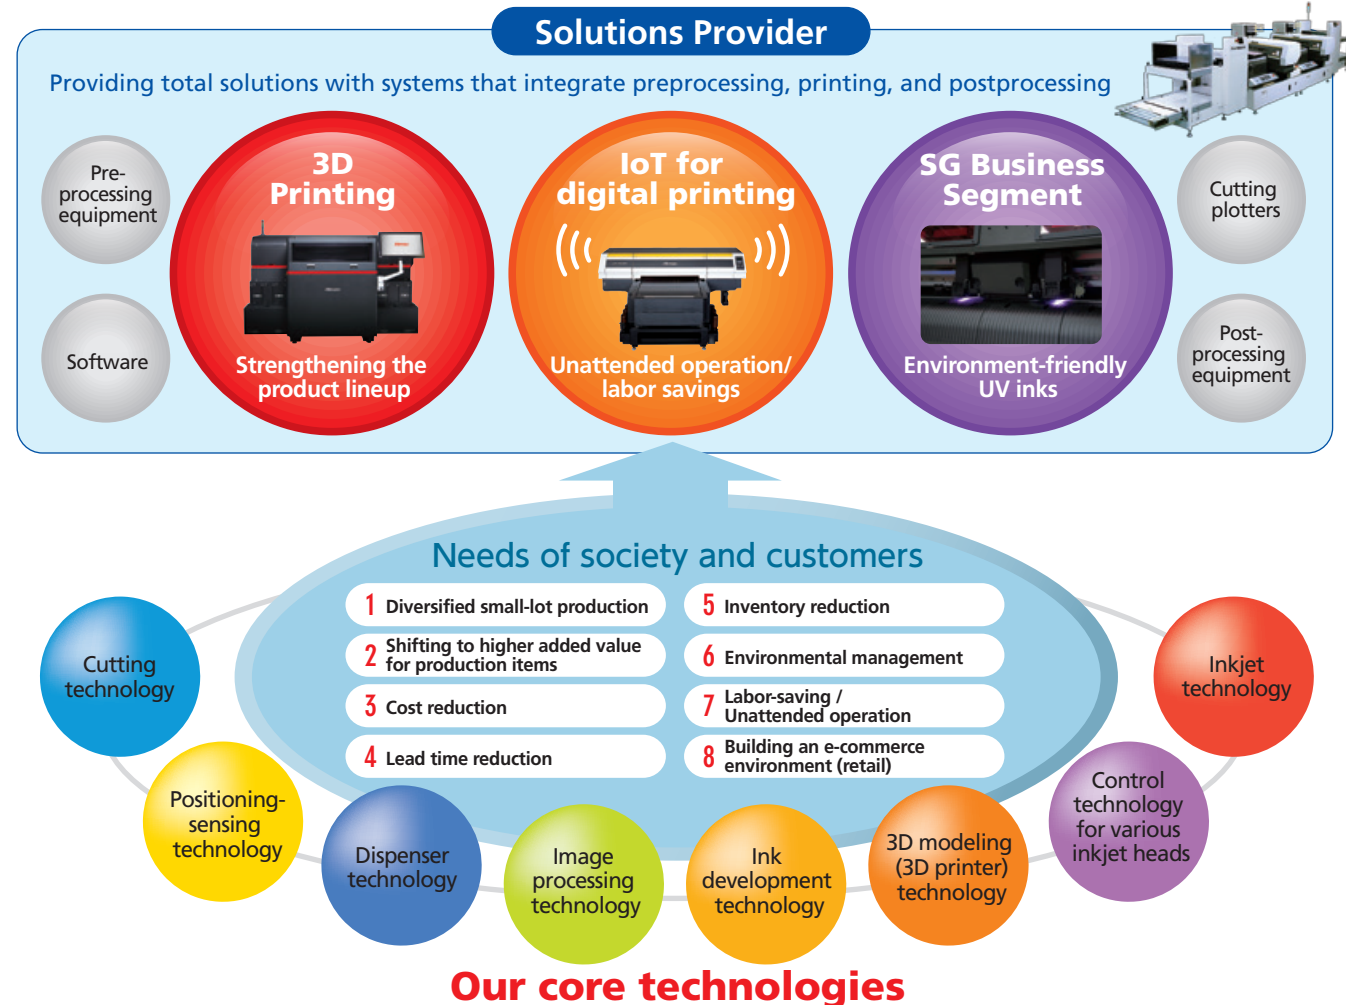 Solutions Provider
Providing total solutions with systems that integrate preprocessing, printing, and postprocessing
Pre-
processing
equipment
Software
3D
Printing
Strengthening the
product lineup
IoT for
digital printing
Unattended operation/
labor savings
SG Business
Segment
Environment-friendly
UV inks
Cutting
plotters
Post-
processing
equipment
Needs of society and customers
1 Diversified small-lot production
2 Shifting to higher added value
for production items
3 Cost reduction
4 Lead time reduction
5 Inventory reduction
6 Environmental management
7 Labor-saving /
Unattended operation
8 Building an e-commerce
environment (retail)
Cutting
technology
Positioning-
sensing
technology
Dispenser
technology
Image
processing
technology
Ink
development
technology
3D modeling
(3D printer)
technology
Control
technology
for various
inkjet heads
Inkjet
technology
Our core technologies